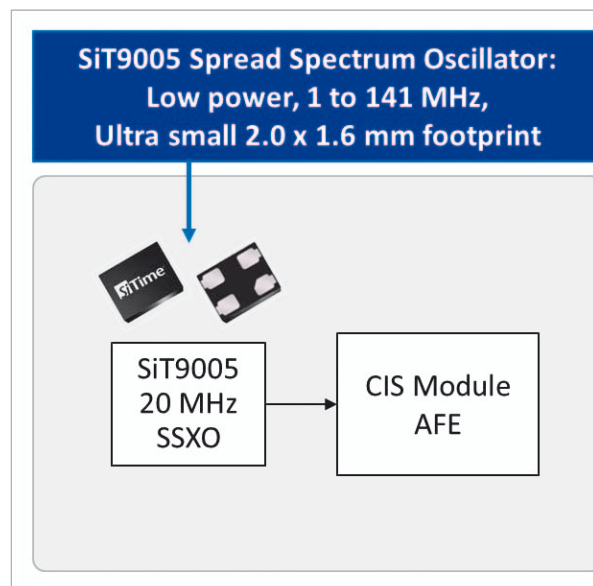 SiT9005 Spread Spectrum Oscillator:
Low power, 1 to 141 MHz,
Ultra small 2.0 x 1.6 mm footprint
SiTime
SiT9005
20 MHz
SSXO
CIS Module
AFE